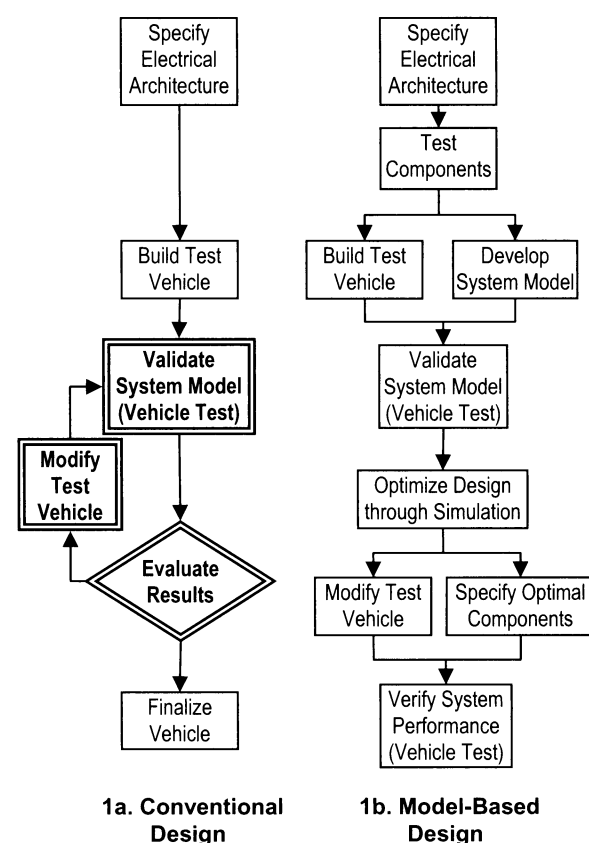 Specify
Electrical
Architecture
Build Test
Vehicle
Validate
System Model
(Vehicle Test)
Modify
Test
Vehicle
Evaluate
Results
Finalize
Vehicle
1a. Conventional
Design
Specify
Electrical
Architecture
Test
Components
Build Test
Vehicle
Develop
System Model
Validate
System Model
(Vehicle Test)
Optimize Design
through Simulation
Modify Test
Vehicle
Specify Optimal
Components
Verify System
Performance
(Vehicle Test)
1b. Model-Based
Design